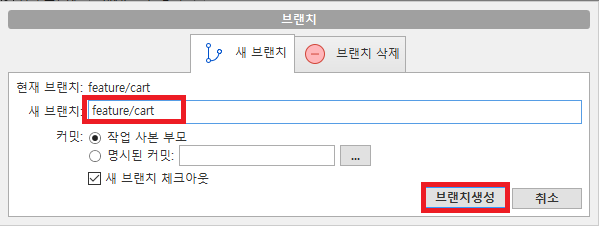 브랜치
새 브랜치
브랜치 삭제
현재 브랜치: feature/cart
새 브랜치: feature/cart
커밋: 작업 사본 부모
명시된 커밋: ...
새 브랜치 체크아웃
브랜치생성 취소